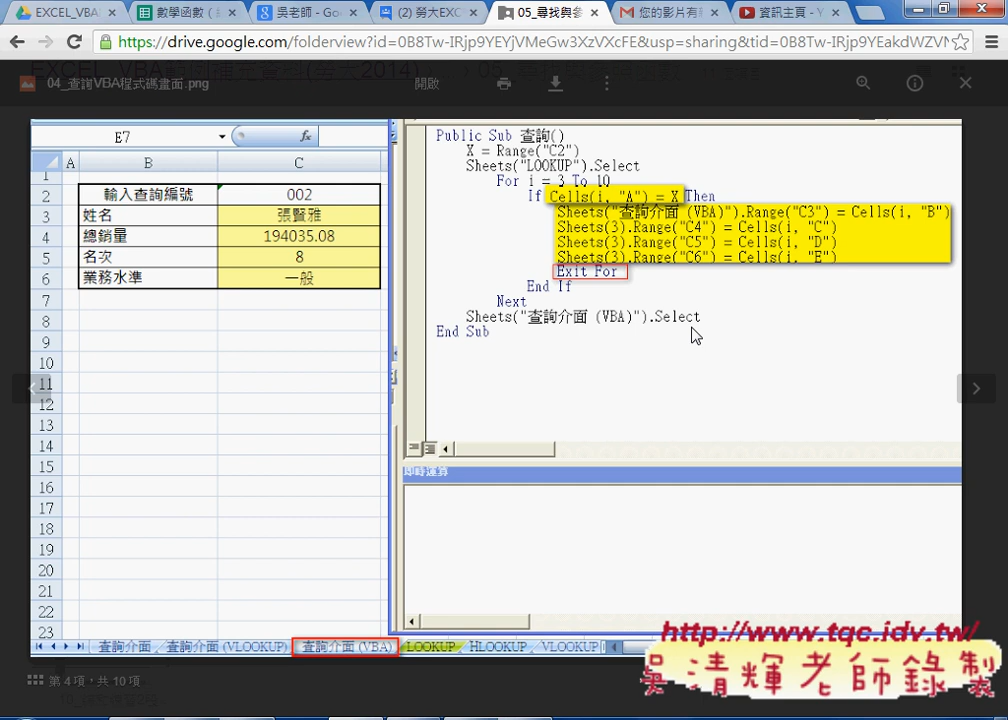 EXCEL_VBA
數學函數 (
吳老師 - Go
(2) 勞大EXC
05_尋找與參
您的影片有
資訊主頁 - Y
https://drive.google.com/folderview?id=0B8Tw-IRjp9YEYjVMeGw3XzVXcFE&usp=sharing&tid=0B8Tw-IRjp9YEakdWZVN
04_查詢VBA程式碼畫面.png
開啟
E7
fx
A B C
1
2 輸入查詢編號 002
3 姓名 張賢雅
4 總銷量 194035.08
5 名次 8
6 業務水準 一般
7
8
9
10
11
12
13
14
15
16
17
18
19
20
21
22
23
Public Sub 查詢()
X = Range("C2")
Sheets("LOOKUP").Select
For i = 3 To 10
If Cells(i, "A") = X Then
Sheets("查詢介面 (VBA)").Range("C3") = Cells(i, "B")
Sheets(3).Range("C4") = Cells(i, "C")
Sheets(3).Range("C5") = Cells(i, "D")
Sheets(3).Range("C6") = Cells(i, "E")
Exit For
End If
Next
Sheets("查詢介面 (VBA)").Select
End Sub
即時運算
查詢介面 查詢介面 (VLOOKUP) 查詢介面 (VBA) LOOKUP HLOOKUP VLOOKUP
http://www.tqc.idv.tw/
吳清輝老師錄製
第 4 項，共 10 項